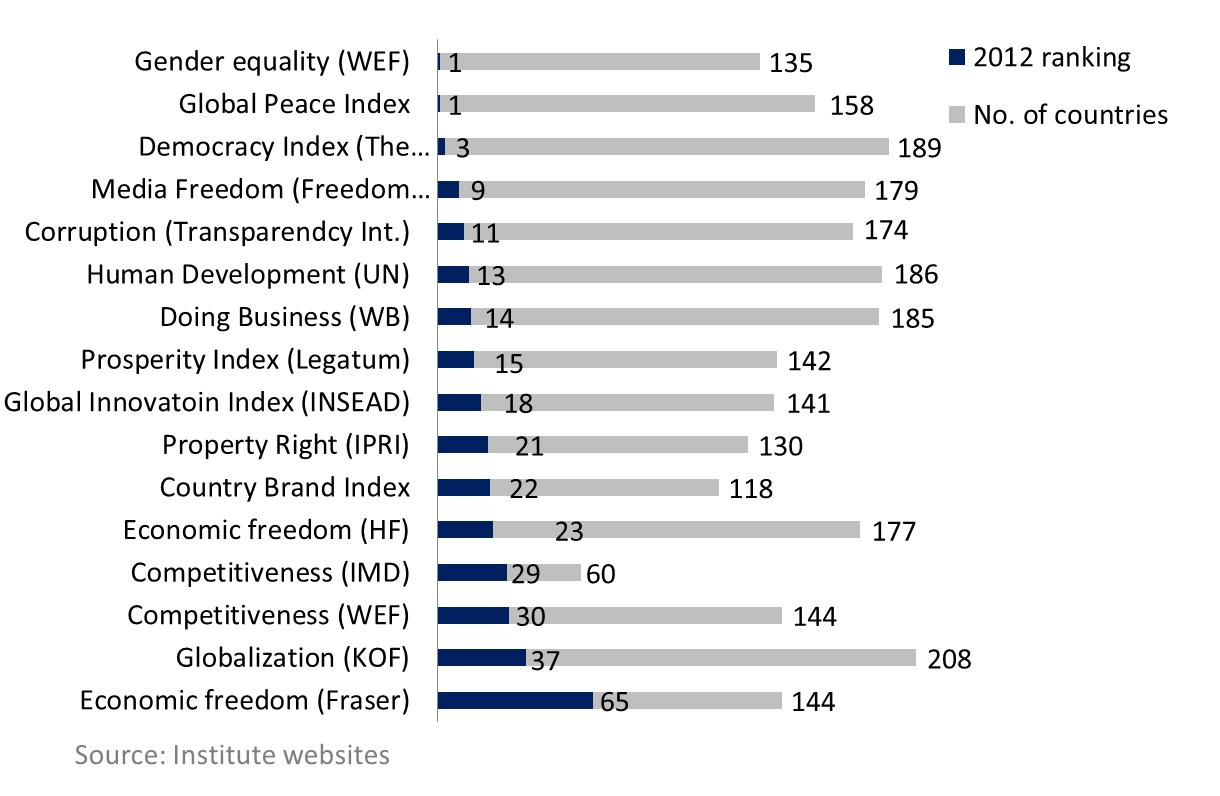 Gender equality (WEF) 1 135
Global Peace Index 1 158
Democracy Index (The... 3 189
Media Freedom (Freedom... 9 179
Corruption (Transparendcy Int.) 11 174
Human Development (UN) 13 186
Doing Business (WB) 14 185
Prosperity Index (Legatum) 15 142
Global Innovatoin Index (INSEAD) 18 141
Property Right (IPRI) 21 130
Country Brand Index 22 118
Economic freedom (HF) 23 177
Competitiveness (IMD) 29 60
Competitiveness (WEF) 30 144
Globalization (KOF) 37 208
Economic freedom (Fraser) 65 144
2012 ranking
No. of countries
Source: Institute websites